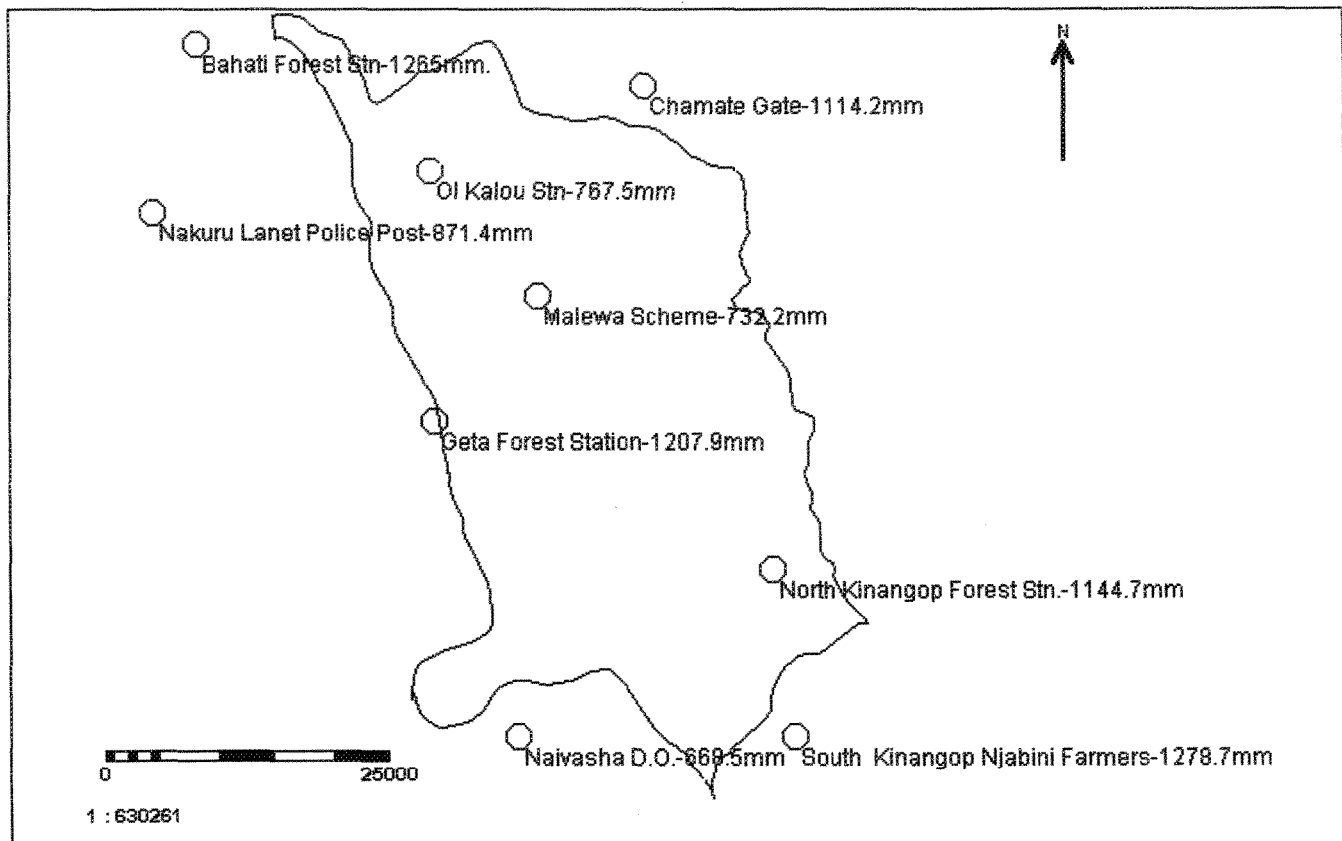 N
Bahati Forest Stn-1265mm.
Chamate Gate-1114.2mm
Ol Kalou Stn-767.5mm
Nakuru Lanet Police Post-871.4mm
Malewa Scheme-732.2mm
Geta Forest Station-1207.9mm
North Kinangop Forest Stn.-1144.7mm
Naivasha D.O.-669.5mm
South Kinangop Njabini Farmers-1278.7mm
0 25000
1 : 630261